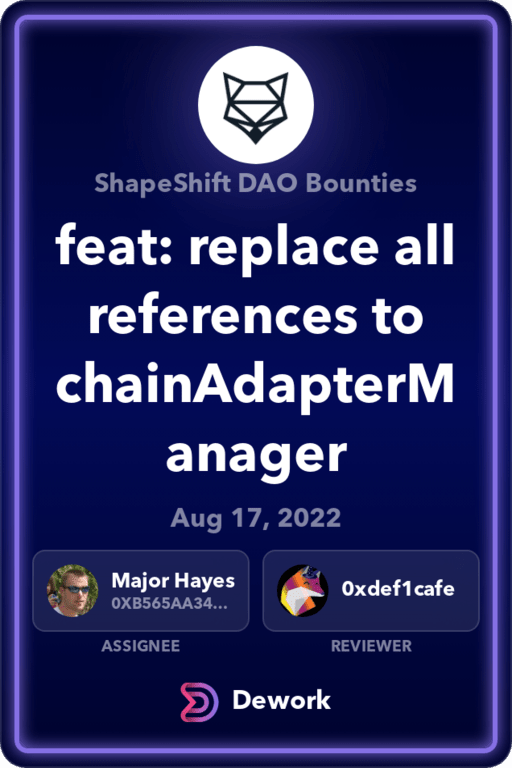 ShapeShift DAO Bounties
feat: replace all
references to
chainAdapterM
anager
Aug 17, 2022
Major Hayes
0XB565AA34...
0xdef1cafe
ASSIGNEE
REVIEWER
Dework